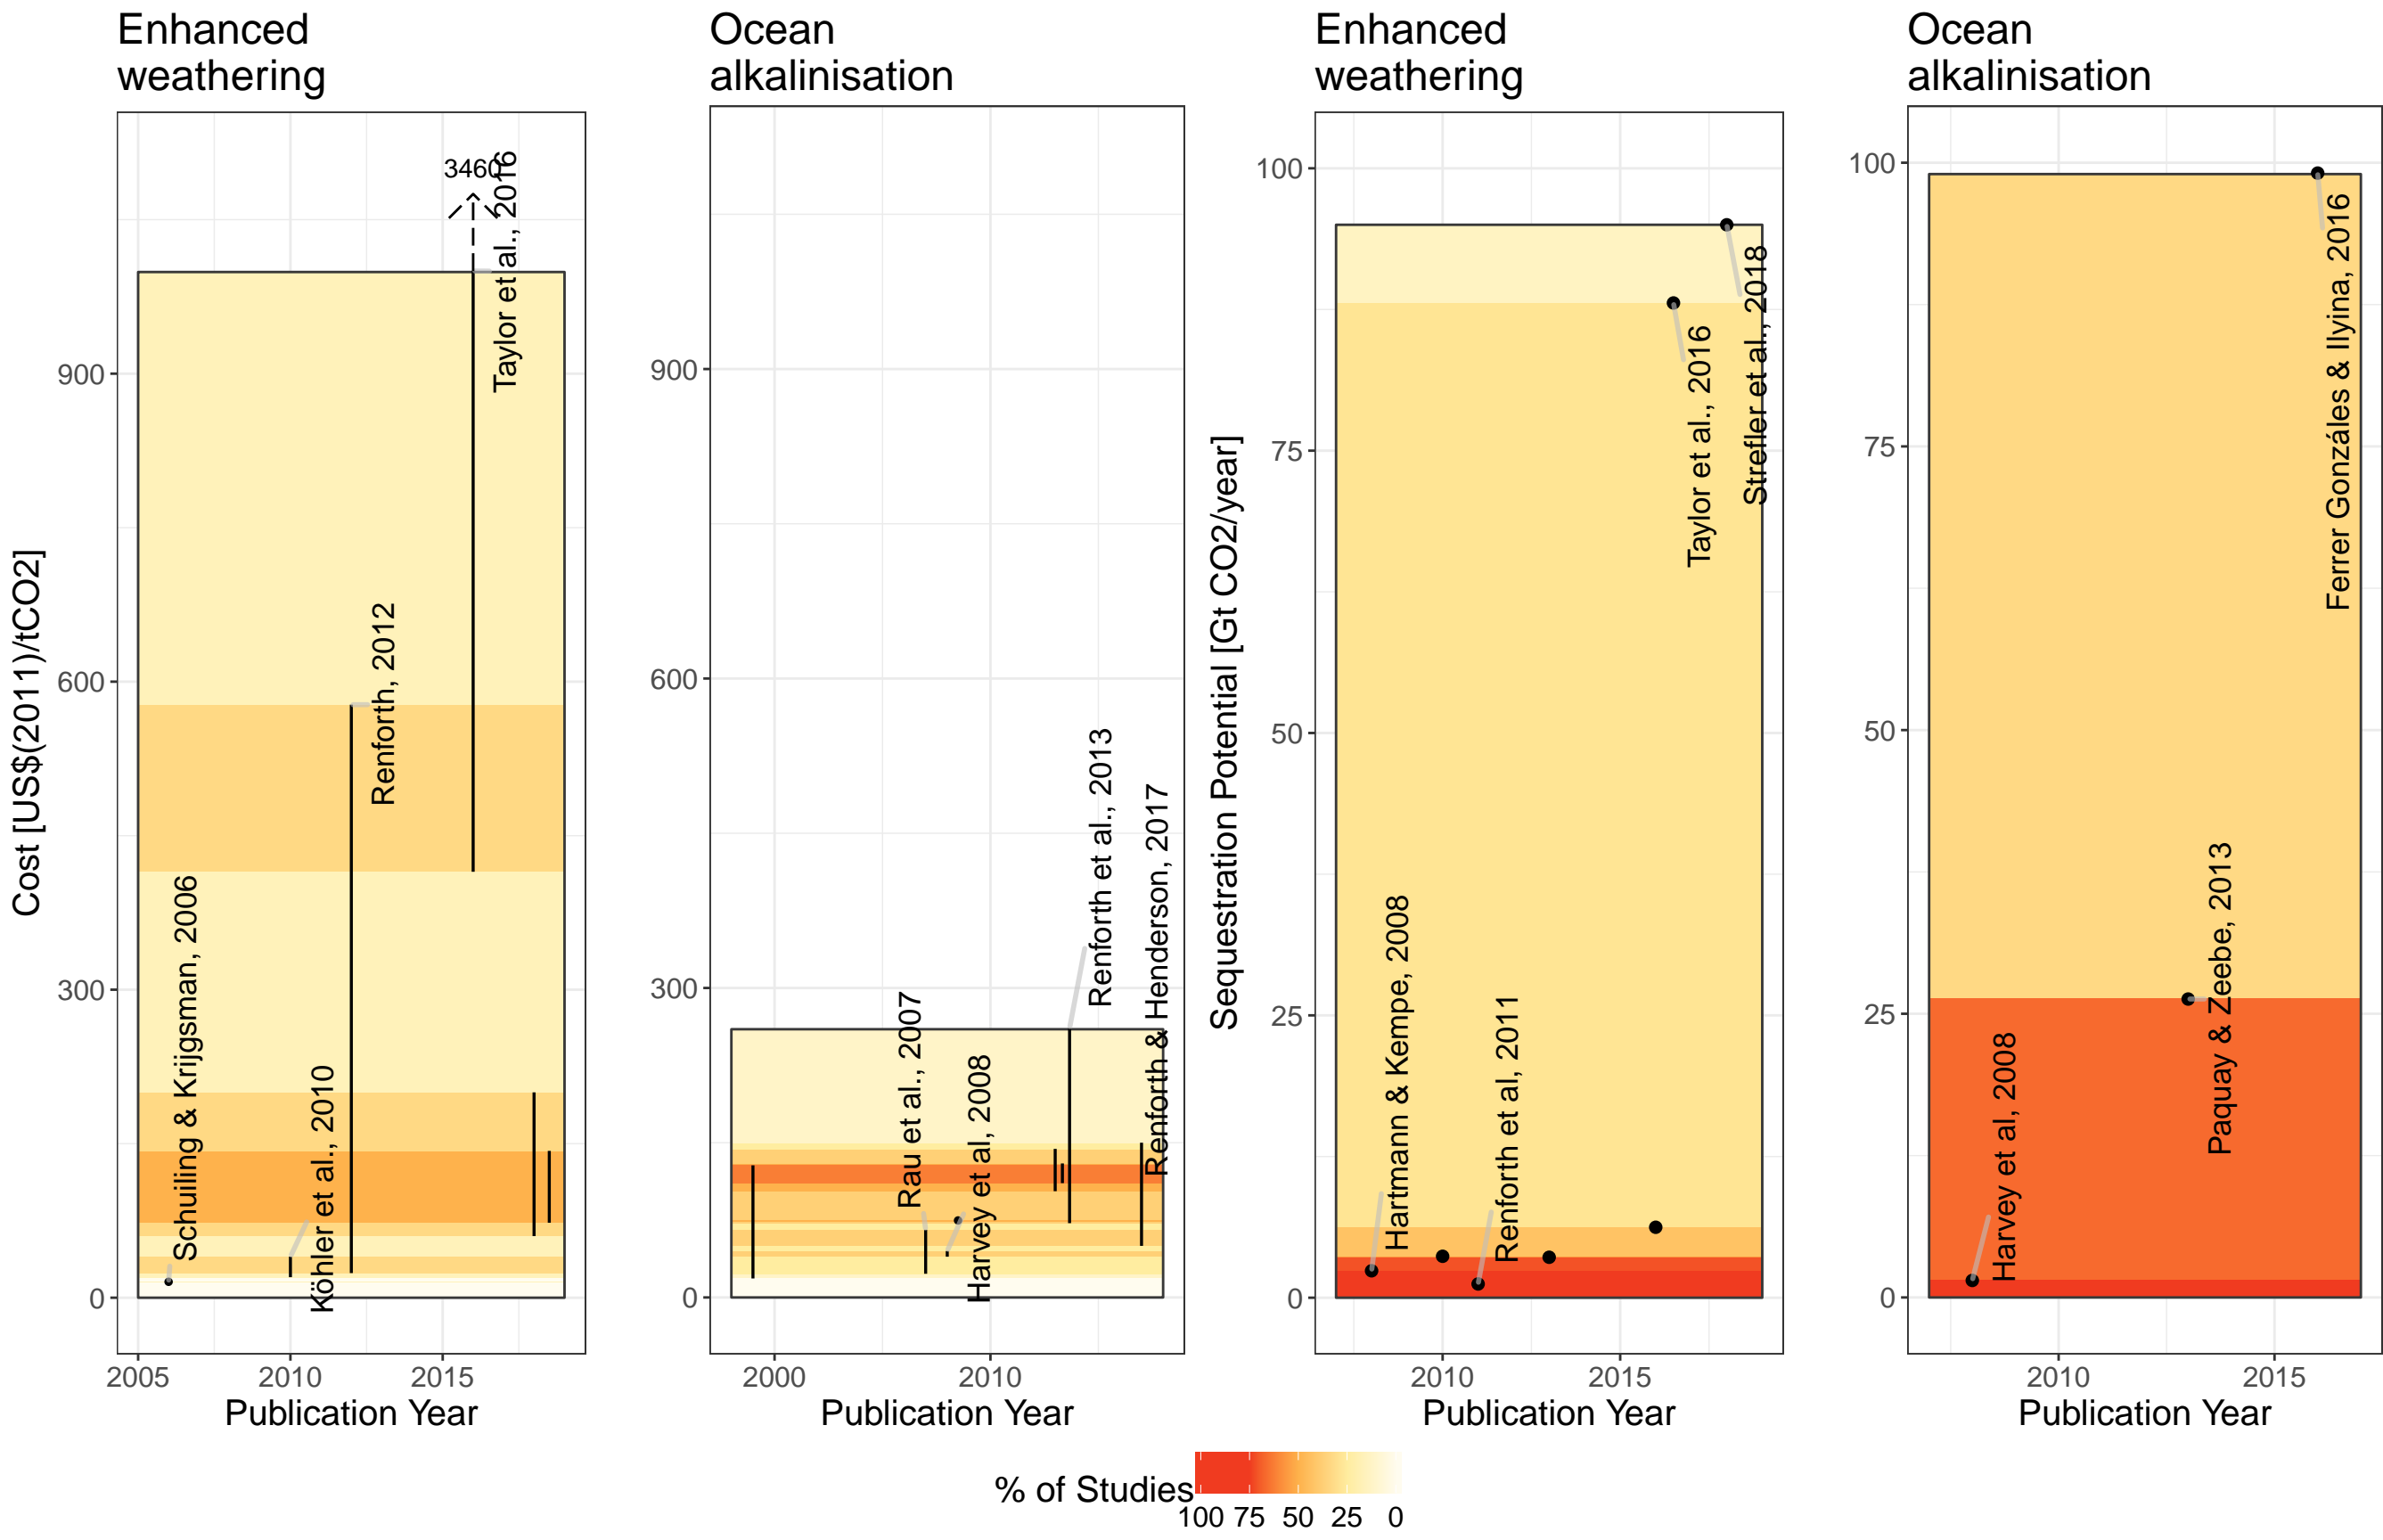 Enhanced
weathering
Ocean
alkalinisation
Enhanced
weathering
Ocean
alkalinisation
Cost [US$(2011)/tCO2]
900
600
300
0
3460
Taylor et al., 2016
Renforth, 2012
Schuiling & Krijgsman, 2006
Köhler et al., 2010
2005
2010
2015
Publication Year
900
600
300
0
Renforth et al., 2013
Renforth & Henderson, 2017
Rau et al., 2007
Harvey et al, 2008
2000
2010
Publication Year
Sequestration Potential [Gt CO2/year]
100
75
50
25
0
Strefler et al., 2018
Taylor et al., 2016
Hartmann & Kempe, 2008
Renforth et al, 2011
2010
2015
Publication Year
100
75
50
25
0
Ferrer Gonzáles & Ilyina, 2016
Paquay & Zeebe, 2013
Harvey et al, 2008
2010
2015
Publication Year
% of Studies
100 75 50 25 0